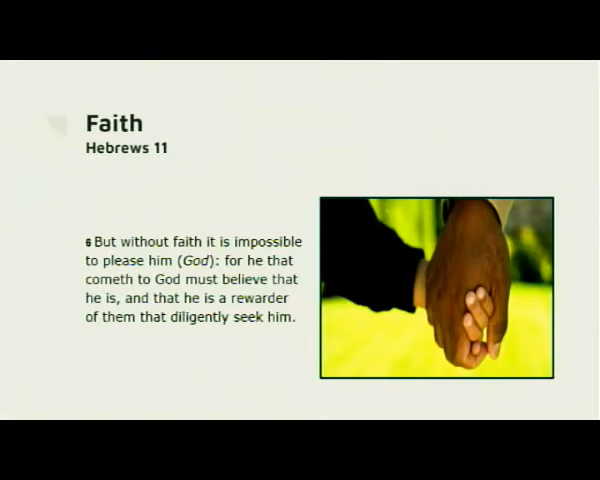 Faith
Hebrews 11
6 But without faith it is impossible
to please him (God): for he that
cometh to God must believe that
he is, and that he is a rewarder
of them that diligently seek him.